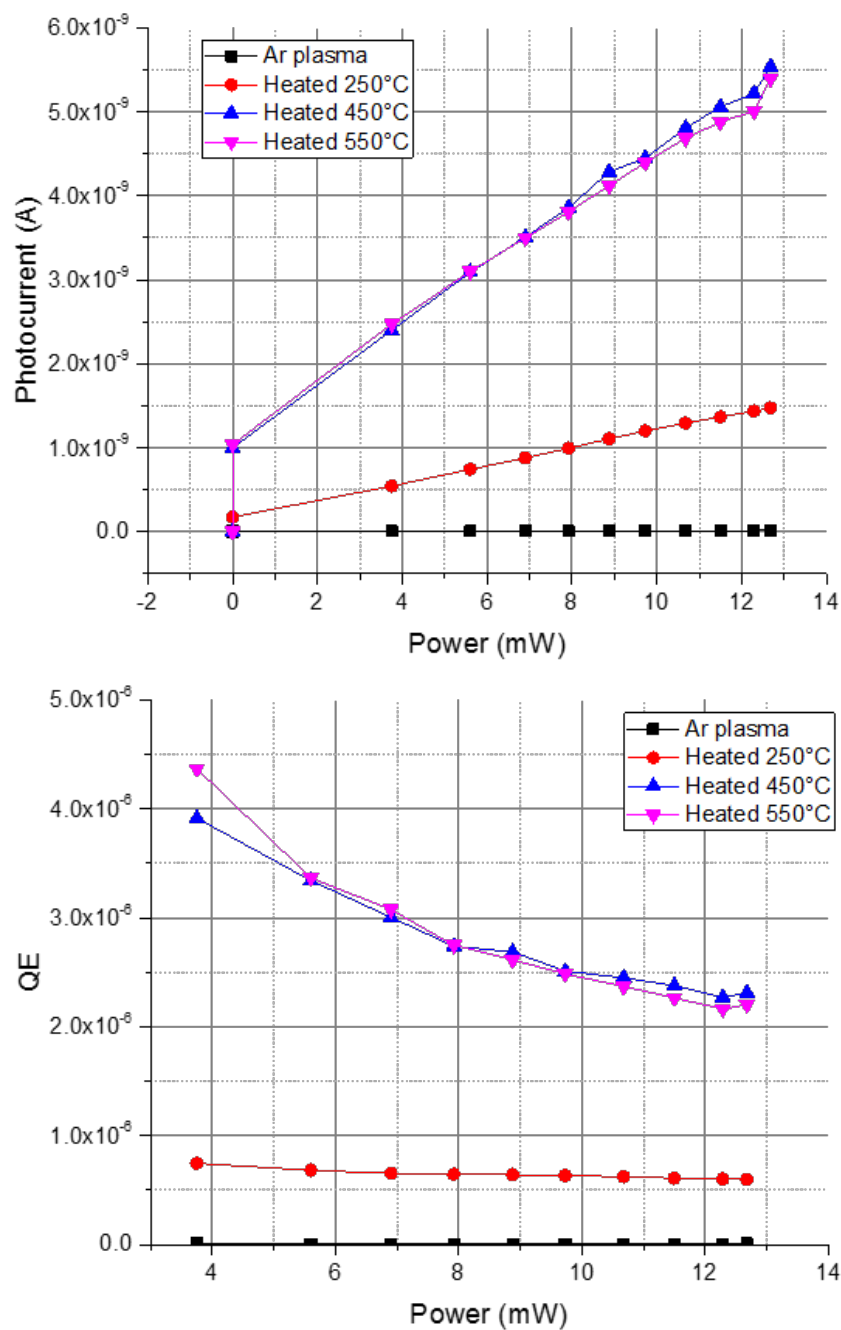 6.0x10⁻⁹
5.0x10⁻⁹
4.0x10⁻⁹
3.0x10⁻⁹
2.0x10⁻⁹
1.0x10⁻⁹
0.0
Photocurrent (A)
Ar plasma
Heated 250°C
Heated 450°C
Heated 550°C
-2 0 2 4 6 8 10 12 14
Power (mW)
5.0x10⁻⁶
4.0x10⁻⁶
3.0x10⁻⁶
2.0x10⁻⁶
1.0x10⁻⁶
0.0
QE
Ar plasma
Heated 250°C
Heated 450°C
Heated 550°C
4 6 8 10 12 14
Power (mW)